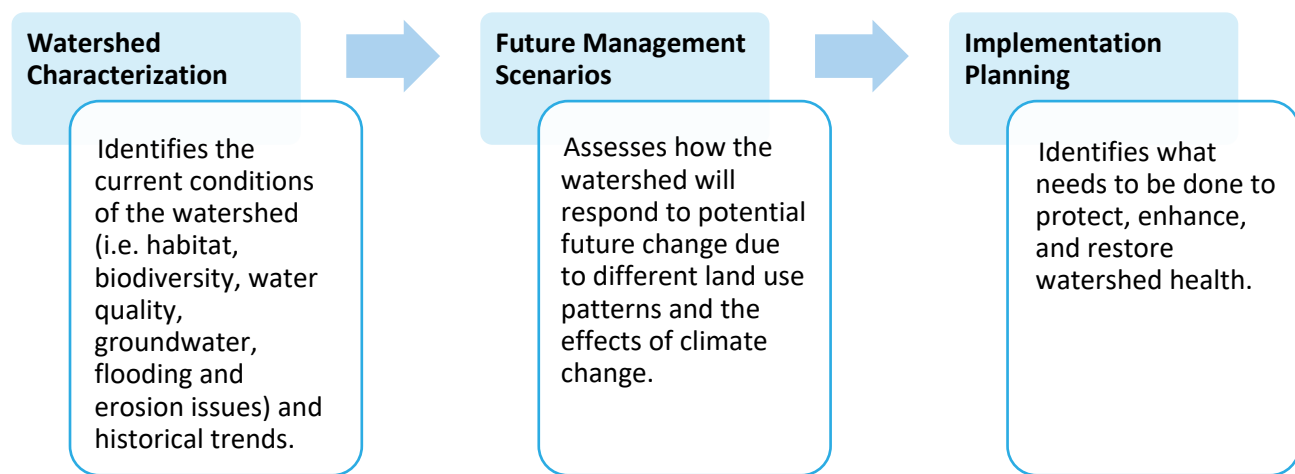 Watershed
Characterization
Identifies the
current conditions
of the watershed
(i.e. habitat,
biodiversity, water
quality,
groundwater,
flooding and
erosion issues) and
historical trends.
Future Management
Scenarios
Assesses how the
watershed will
respond to potential
future change due
to different land use
patterns and the
effects of climate
change.
Implementation
Planning
Identifies what
needs to be done to
protect, enhance,
and restore
watershed health.